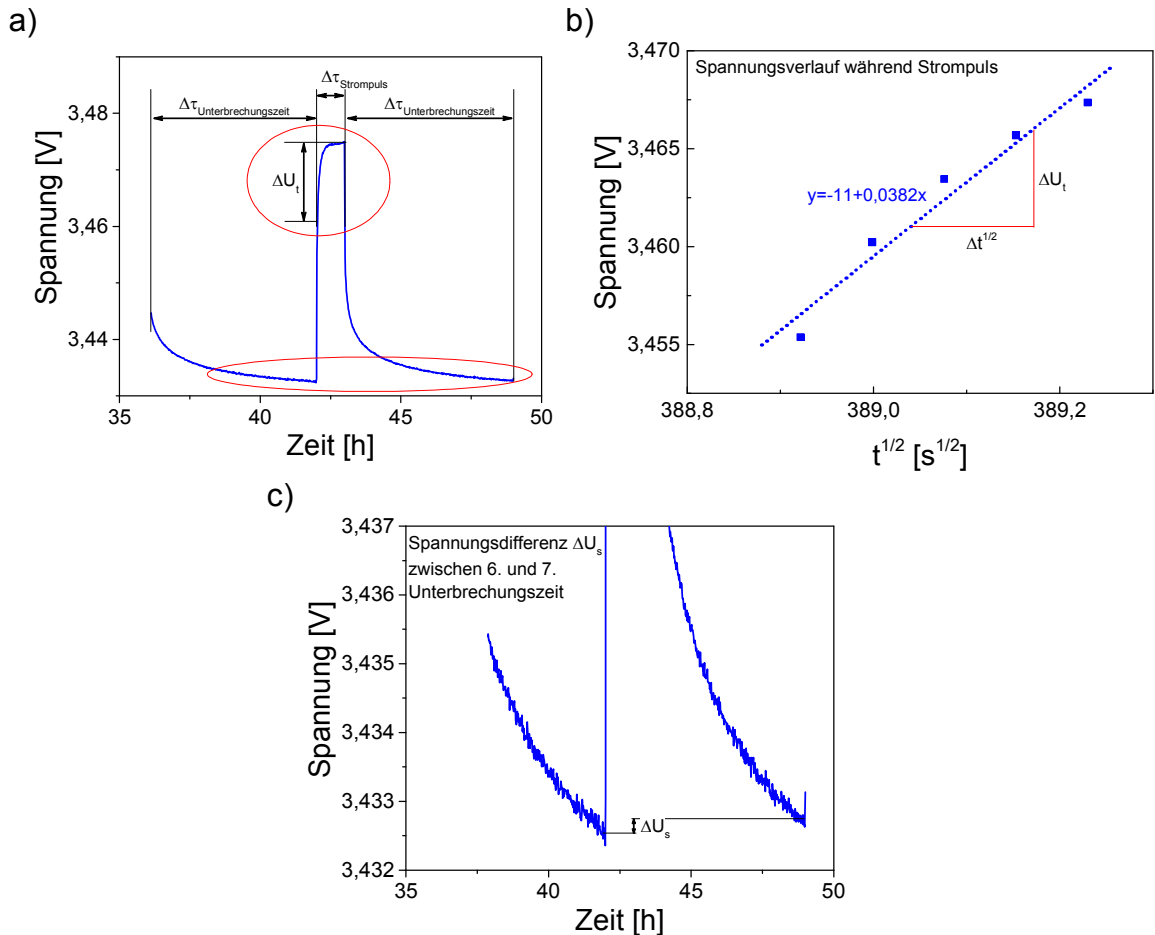 a)
Spannung [V]
3,48
3,46
3,44
35
40
45
50
Zeit [h]
Δτ_Strompuls
Δτ_Unterbrechungszeit
Δτ_Unterbrechungszeit
ΔU_t
b)
Spannung [V]
3,470
3,465
3,460
3,455
388,8
389,0
389,2
t^{1/2} [s^{1/2}]
Spannungsverlauf während Strompuls
y=-11+0,0382x
ΔU_t
Δt^{1/2}
c)
Spannung [V]
3,437
3,436
3,435
3,434
3,433
3,432
35
40
45
50
Zeit [h]
Spannungsdifferenz ΔU_s
zwischen 6. und 7.
Unterbrechungszeit
ΔU_s